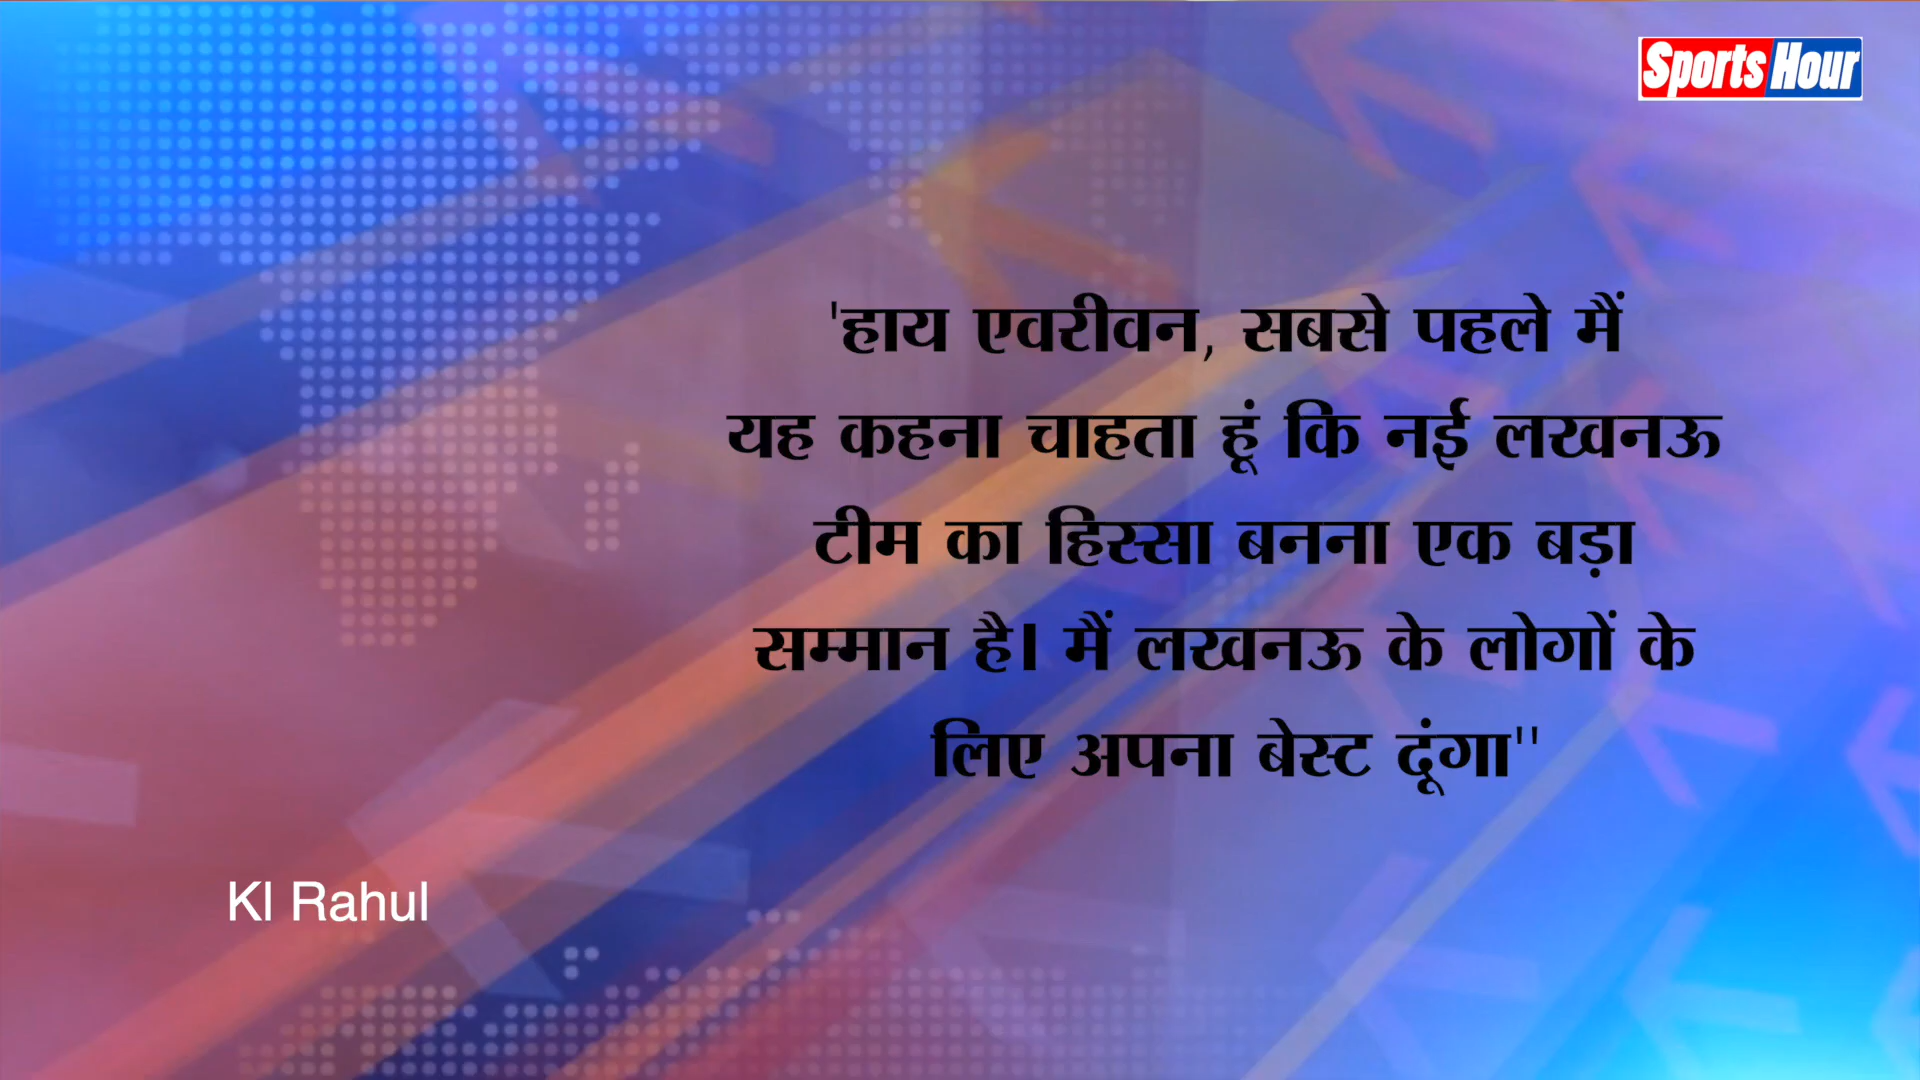 Sports Hour
'हाय एवरीवन, सबसे पहले मैं
यह कहना चाहता हूं कि नई लखनऊ
टीम का हिस्सा बनना एक बड़ा
सम्मान है। मैं लखनऊ के लोगों के
लिए अपना बेस्ट दूंगा"
Kl Rahul